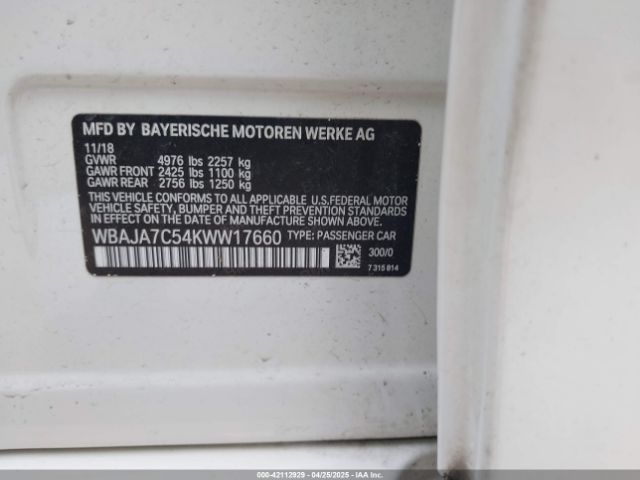 MFD BY BAYERISCHE MOTOREN WERKE AG
11/18
GVWR 4976 lbs 2257 kg
GAWR FRONT 2425 lbs 1100 kg
GAWR REAR 2756 lbs 1250 kg
THIS VEHICLE CONFORMS TO ALL APPLICABLE U.S.FEDERAL MOTOR
VEHICLE SAFETY, BUMPER AND THEFT PREVENTION STANDARDS
IN EFFECT ON THE DATE OF MANUFACTURE SHOWN ABOVE.
WBAJA7C54KWW17660 TYPE: PASSENGER CAR
300/0
7 315 814
000-42112929 - 04/25/2025 - IAAI.com